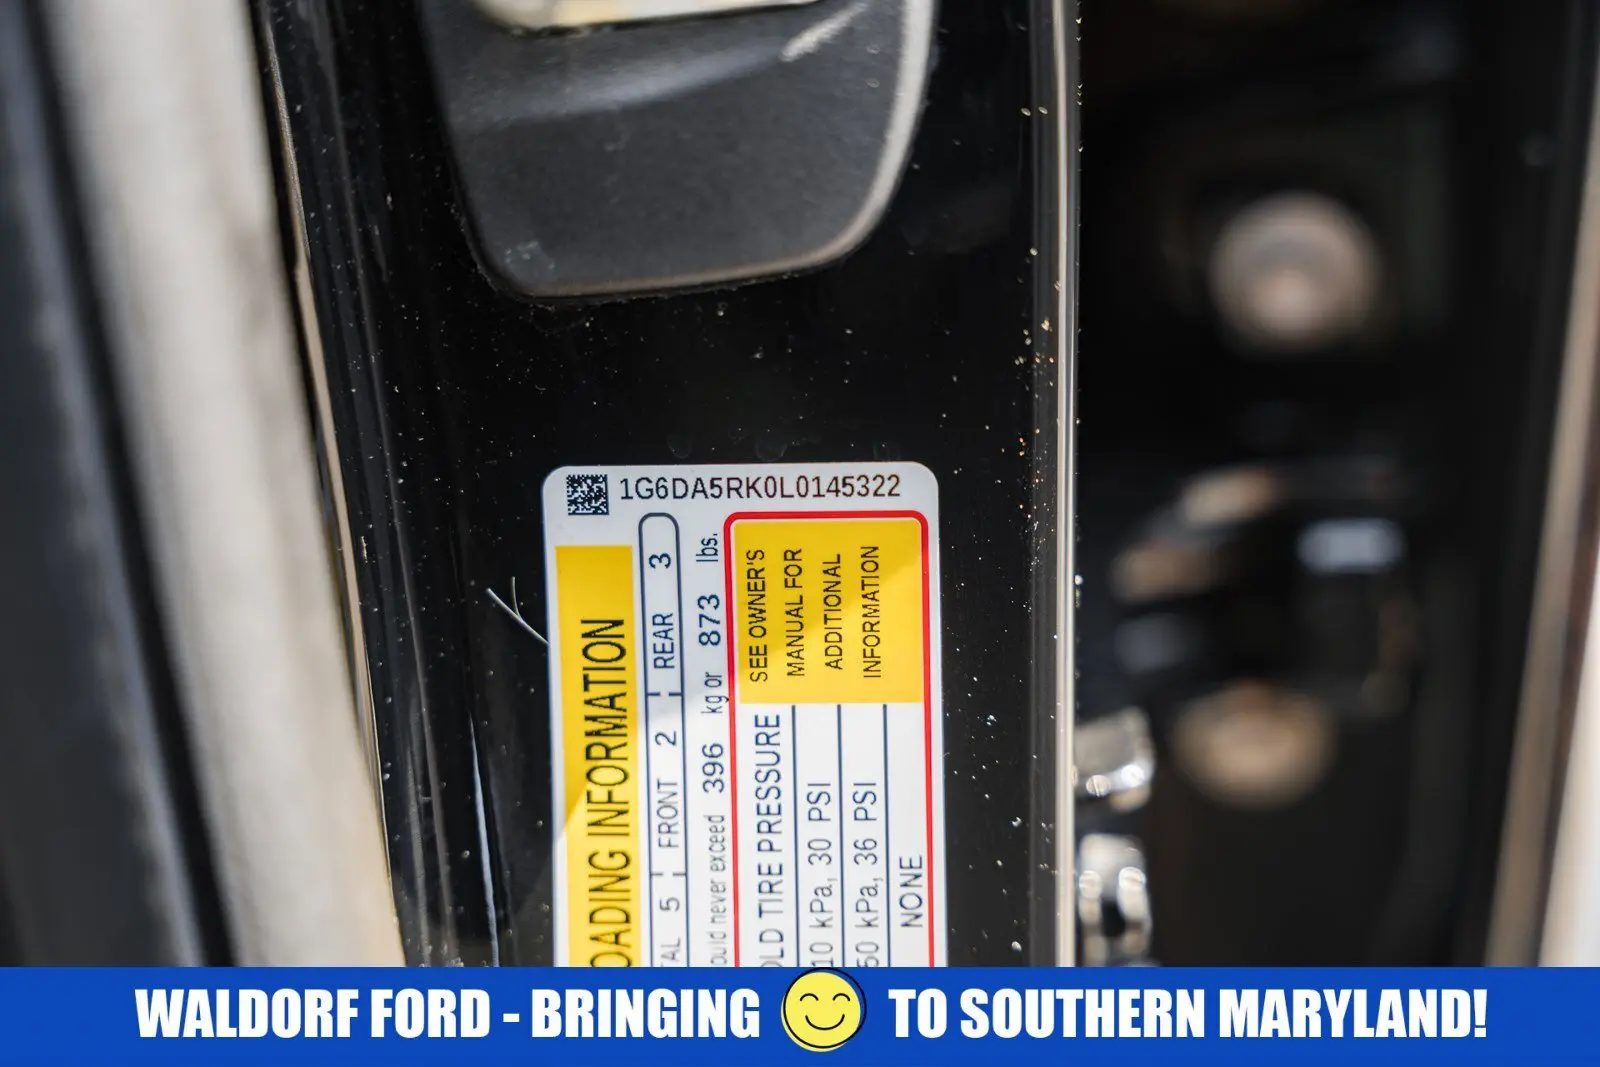 1G6DA5RK0L0145322
OADING INFORMATION
TAL 5 FRONT 2 REAR 3
ould never exceed 396 kg or 873 lbs.
OLD TIRE PRESSURE
10 kPa, 30 PSI
50 kPa, 36 PSI
NONE
SEE OWNER'S
MANUAL FOR
ADDITIONAL
INFORMATION
WALDORF FORD - BRINGING TO SOUTHERN MARYLAND!